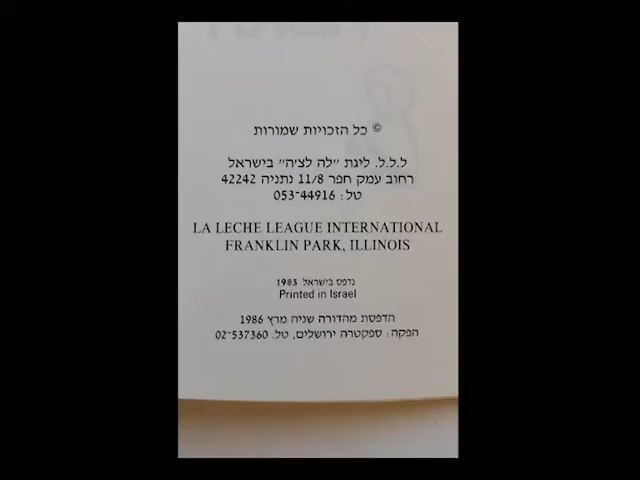 © כל הזכויות שמורות
ל.ל.ל. ליגת "לה לצ'ה" בישראל
רחוב עמק חפר 11/8 נתניה 42242
טל: 053-44916
LA LECHE LEAGUE INTERNATIONAL
FRANKLIN PARK, ILLINOIS
נדפס בישראל 1983
Printed in Israel
הדפסת מהדורה שניה מרץ 1986
הפקה: ספקטרה ירושלים, טל. 02-537360